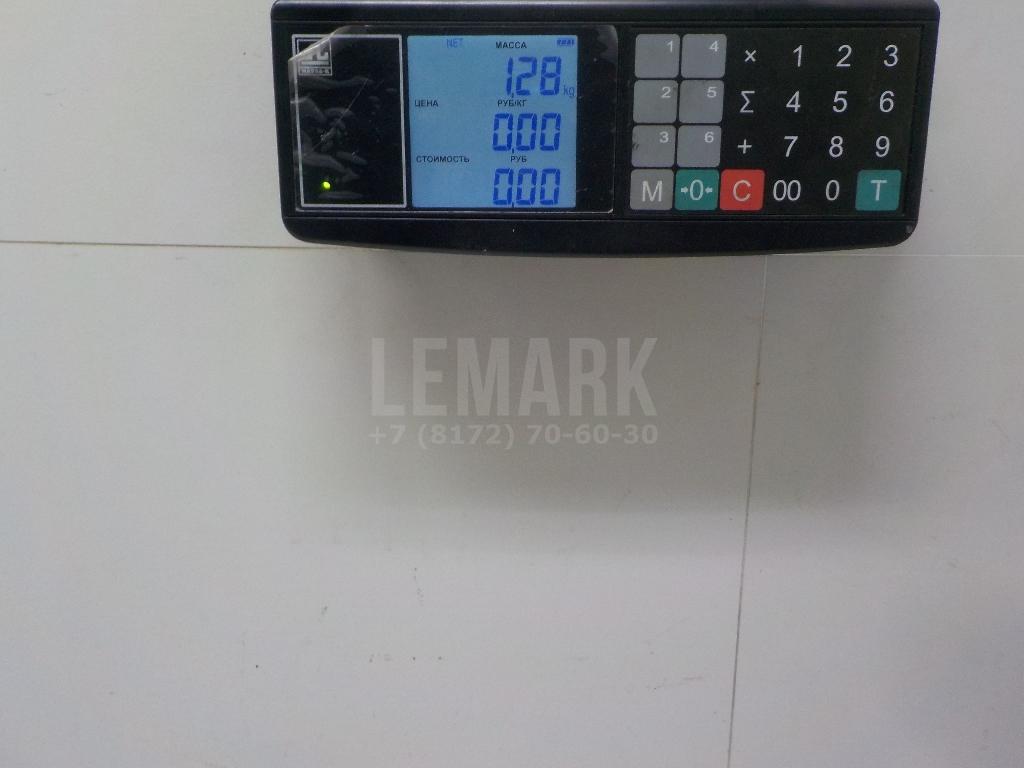 NET МАССА
1,28 kg
ЦЕНА РУБ/КГ
0,00
СТОИМОСТЬ РУБ
0,00
1 4 × 1 2 3
2 5 Σ 4 5 6
3 6 + 7 8 9
M →0← C 00 0 T
LEMARK
+7 (8172) 70-60-30